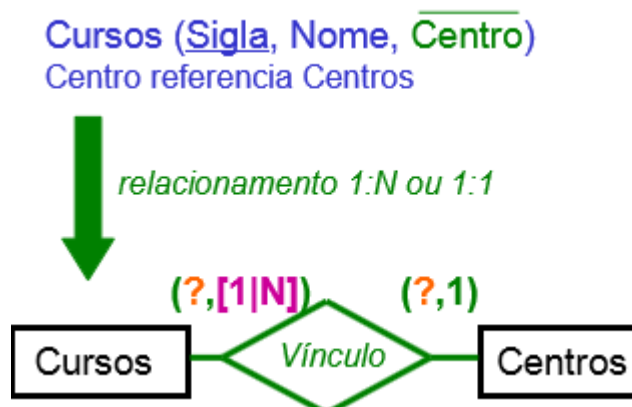 Cursos (Sigla, Nome, Centro)
Centro referencia Centros
relacionamento 1:N ou 1:1
(?,[1|N]) (?,1)
Cursos Vínculo Centros